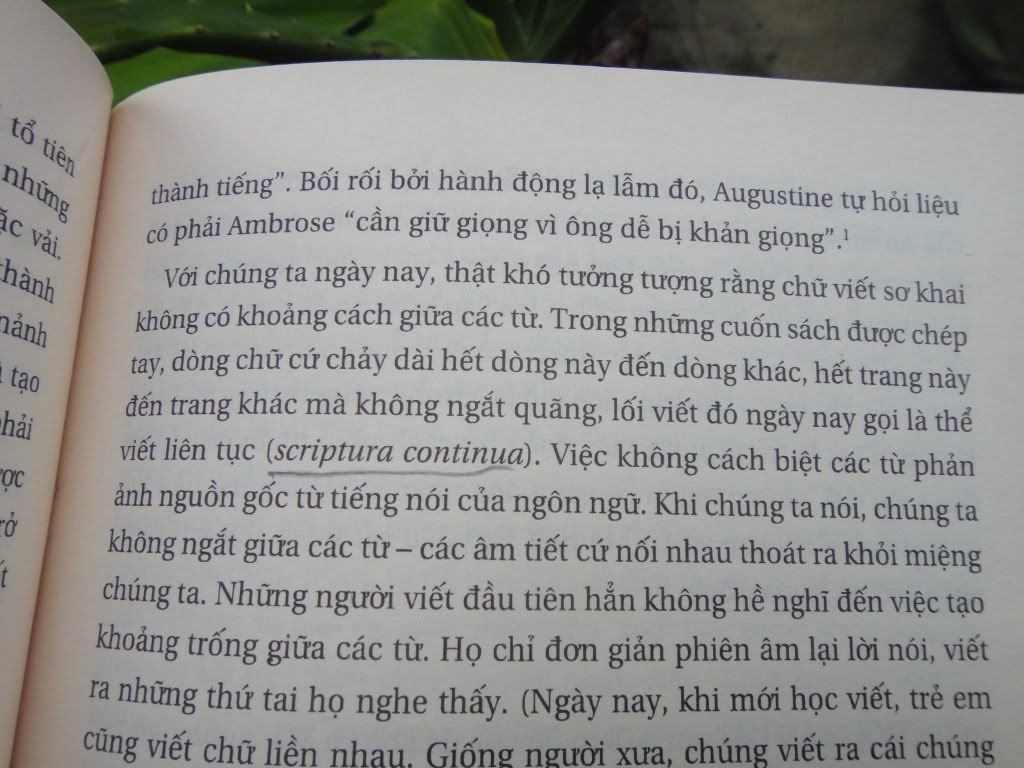 tổ tiên
những
vải.
thành
tạo
thành tiếng”. Bối rối bởi hành động lạ lẫm đó, Augustine tự hỏi liệu
có phải Ambrose “cần giữ giọng vì ông dễ bị khản giọng”.¹
Với chúng ta ngày nay, thật khó tưởng tượng rằng chữ viết sơ khai
không có khoảng cách giữa các từ. Trong những cuốn sách được chép
tay, dòng chữ cứ chảy dài hết dòng này đến dòng khác, hết trang này
đến trang khác mà không ngắt quãng, lối viết đó ngày nay gọi là thể
viết liên tục (scriptura continua). Việc không cách biệt các từ phản
ảnh nguồn gốc từ tiếng nói của ngôn ngữ. Khi chúng ta nói, chúng ta
không ngắt giữa các từ – các âm tiết cứ nối nhau thoát ra khỏi miệng
chúng ta. Những người viết đầu tiên hẳn không hề nghĩ đến việc tạo
khoảng trống giữa các từ. Họ chỉ đơn giản phiên âm lại lời nói, viết
ra những thứ tai họ nghe thấy. (Ngày nay, khi mới học viết, trẻ em
cũng viết chữ liền nhau. Giống người xưa, chúng viết ra cái chúng